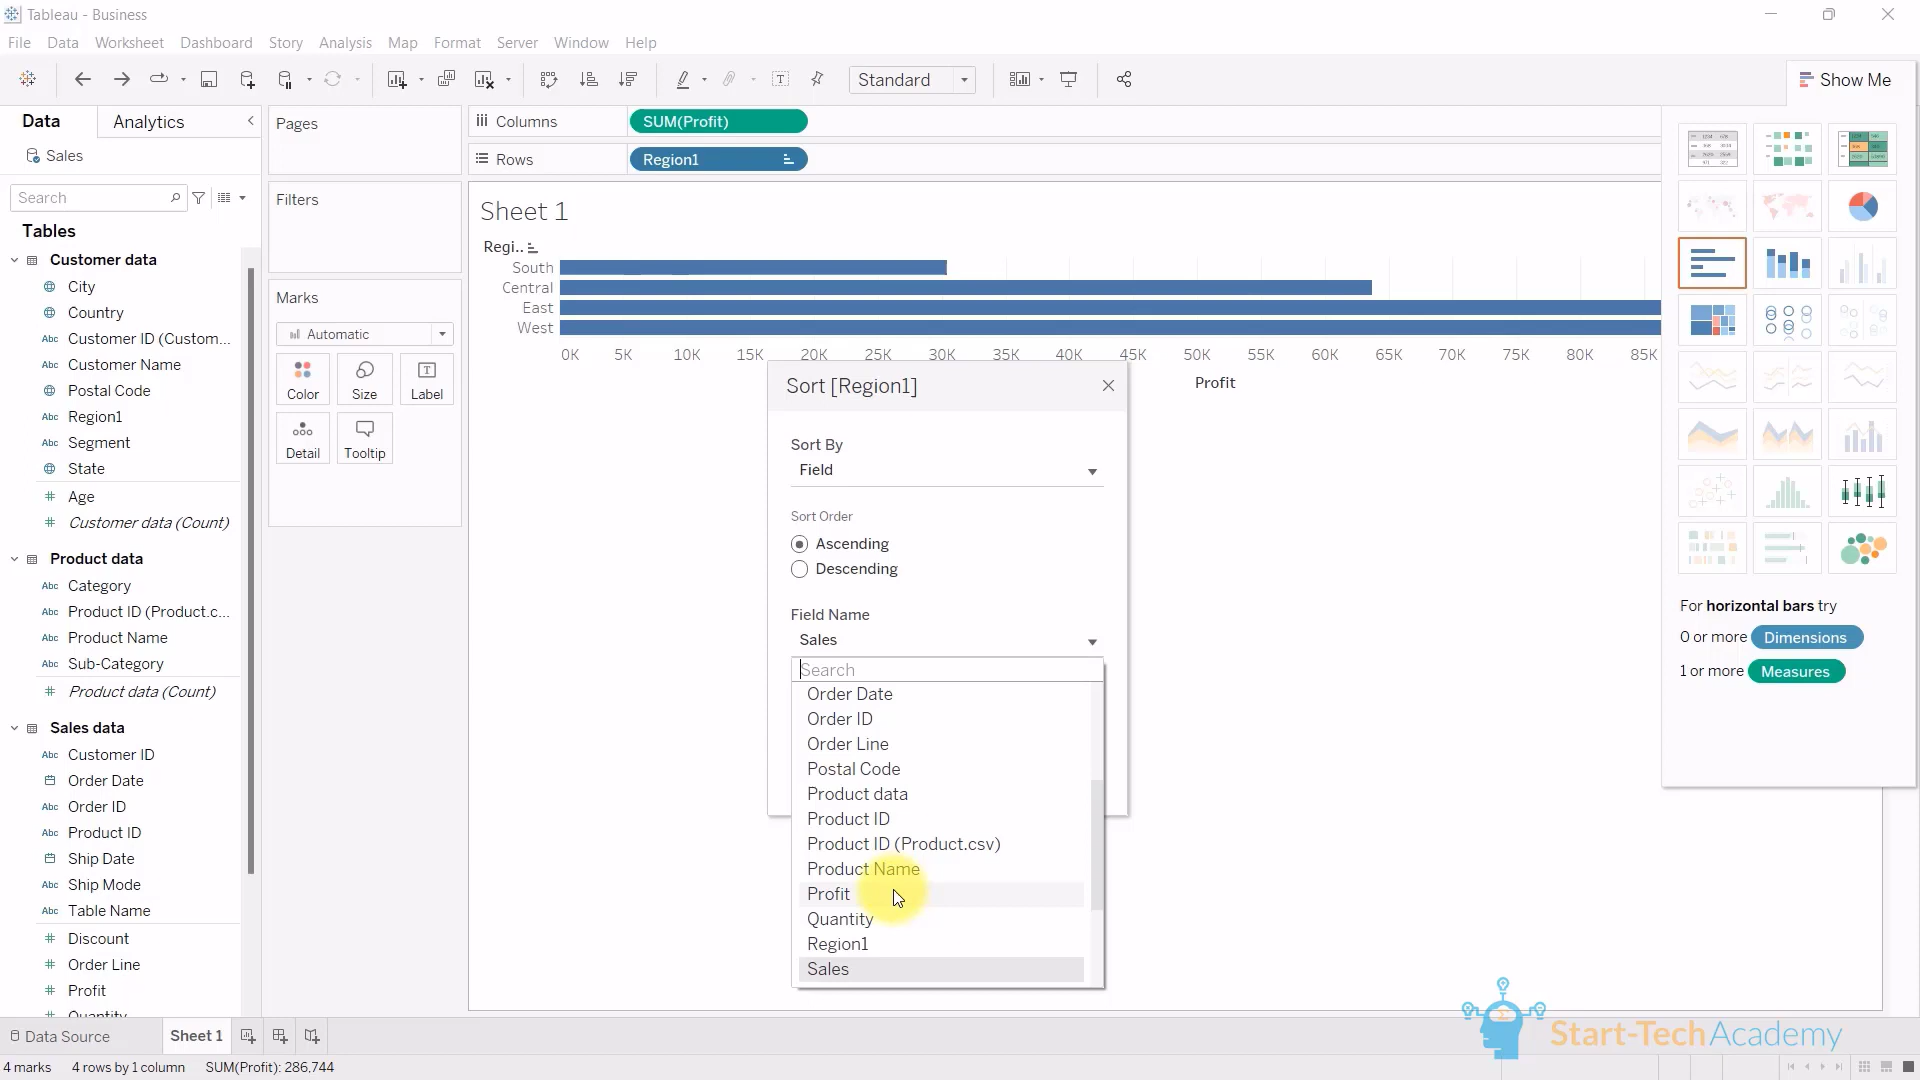 Tableau - Business
File Data Worksheet Dashboard Story Analysis Map Format Server Window Help
Standard
Show Me
Data
Analytics
Pages
Columns
SUM(Profit)
Sales
Rows
Region1
Search
Filters
Tables
Sheet 1
Customer data
Regi..
City
South
Country
Central
Customer ID (Custom...
East
Customer Name
West
Postal Code
0K 5K 10K 15K 20K 25K 30K 35K 40K 45K 50K 55K 60K 65K 70K 75K 80K 85K
Profit
Region1
Segment
State
Age
Customer data (Count)
Product data
Category
Product ID (Product.c...
Product Name
Sub-Category
Product data (Count)
Sales data
Customer ID
Order Date
Order ID
Product ID
Ship Date
Ship Mode
Table Name
Discount
Order Line
Profit
Quantity
Marks
Automatic
Color
Size
Label
Detail
Tooltip
Sort [Region1]
Sort By
Field
Sort Order
Ascending
Descending
Field Name
Sales
Search
Order Date
Order ID
Order Line
Postal Code
Product data
Product ID
Product ID (Product.csv)
Product Name
Profit
Quantity
Region1
Sales
For horizontal bars try
0 or more Dimensions
1 or more Measures
Start-Tech Academy
Data Source
Sheet 1
4 marks 4 rows by 1 column SUM(Profit): 286,744